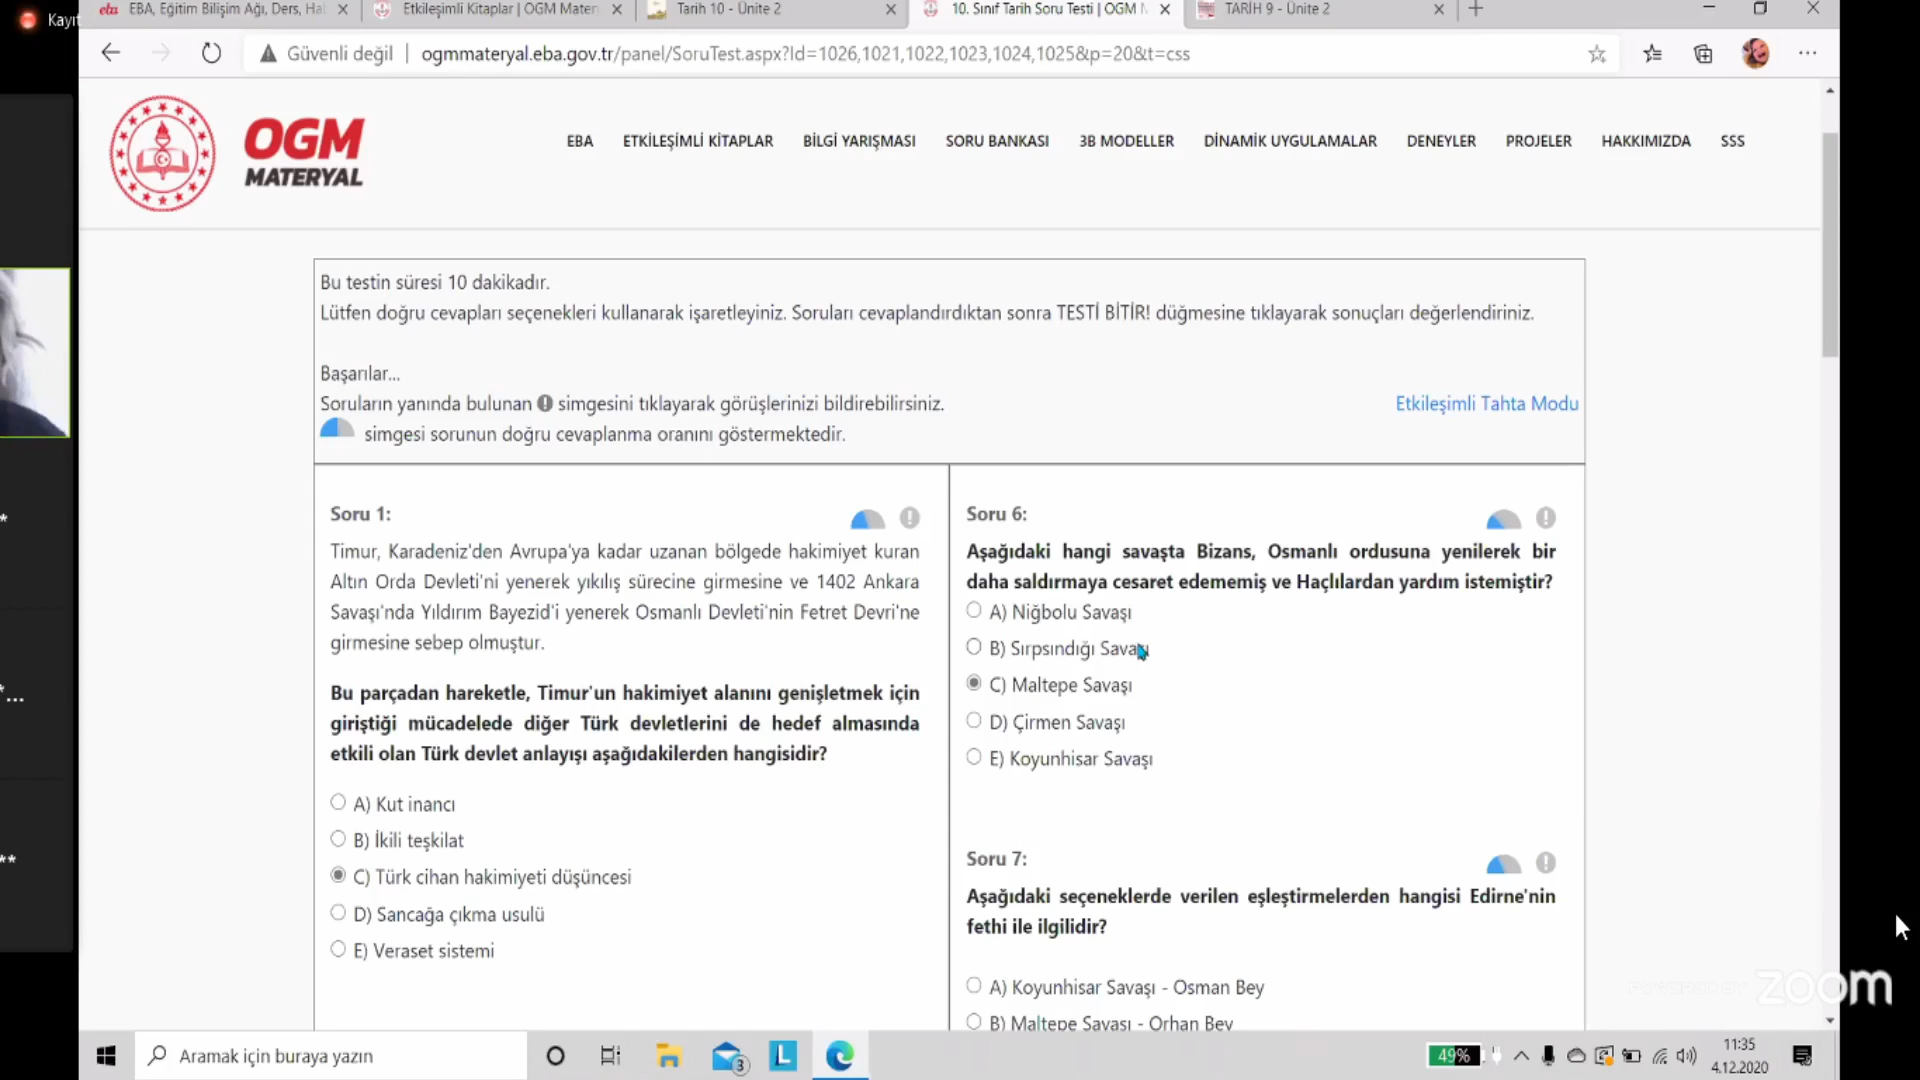 Kayıt
EBA, Eğitim Bilişim Ağı, Ders, Hal
Etkileşimli Kitaplar | OGM Mater
Tarih 10 - Ünite 2
10. Sınıf Tarih Soru Testi | OGM M
TARİH 9 - Ünite 2
Güvenli değil | ogmmateryal.eba.gov.tr/panel/SoruTest.aspx?Id=1026,1021,1022,1023,1024,1025&p=20&t=css
OGM
MATERYAL
EBA
ETKİLEŞİMLİ KİTAPLAR
BİLGİ YARIŞMASI
SORU BANKASI
3B MODELLER
DİNAMİK UYGULAMALAR
DENEYLER
PROJELER
HAKKIMIZDA
SSS
Bu testin süresi 10 dakikadır.
Lütfen doğru cevapları seçenekleri kullanarak işaretleyiniz. Soruları cevaplandırdıktan sonra TESTİ BİTİR! düğmesine tıklayarak sonuçları değerlendiriniz.
Başarılar...
Soruların yanında bulunan simgesini tıklayarak görüşlerinizi bildirebilirsiniz.
Etkileşimli Tahta Modu
simgesi sorunun doğru cevaplanma oranını göstermektedir.
Soru 1:
Timur, Karadeniz'den Avrupa'ya kadar uzanan bölgede hakimiyet kuran
Altın Orda Devleti'ni yenerek yıkılış sürecine girmesine ve 1402 Ankara
Savaşı'nda Yıldırım Bayezid'i yenerek Osmanlı Devleti'nin Fetret Devri'ne
girmesine sebep olmuştur.
Bu parçadan hareketle, Timur'un hakimiyet alanını genişletmek için
giriştiği mücadelede diğer Türk devletlerini de hedef almasında
etkili olan Türk devlet anlayışı aşağıdakilerden hangisidir?
A) Kut inancı
B) İkili teşkilat
C) Türk cihan hakimiyeti düşüncesi
D) Sancağa çıkma usulü
E) Veraset sistemi
Soru 6:
Aşağıdaki hangi savaşta Bizans, Osmanlı ordusuna yenilerek bir
daha saldırmaya cesaret edememiş ve Haçlılardan yardım istemiştir?
A) Niğbolu Savaşı
B) Sırpsındığı Savaşı
C) Maltepe Savaşı
D) Çirmen Savaşı
E) Koyunhisar Savaşı
Soru 7:
Aşağıdaki seçeneklerde verilen eşleştirmelerden hangisi Edirne'nin
fethi ile ilgilidir?
A) Koyunhisar Savaşı - Osman Bey
B) Maltepe Savaşı - Orhan Bey
zoom
Aramak için buraya yazın
3
L
49%
11:35
4.12.2020